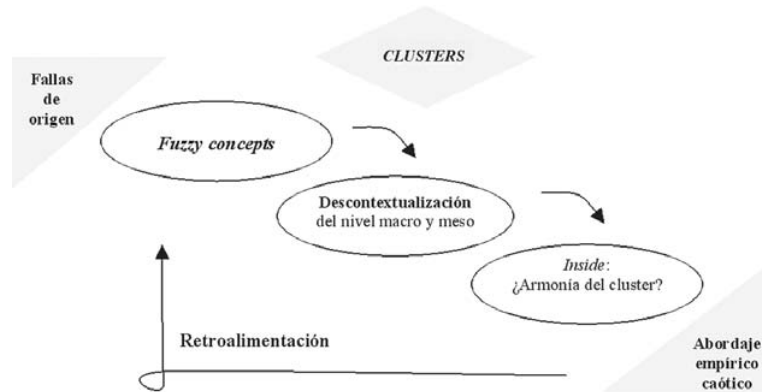 CLUSTERS
Fallas
de
origen
Fuzzy concepts
Descontextualización
del nivel macro y meso
Inside:
¿Armonía del cluster?
Retroalimentación
Abordaje
empírico
caótico